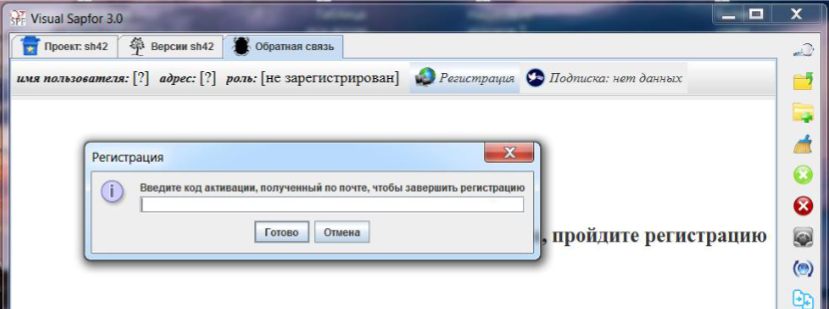 Visual Sapfor 3.0
Проект: sh42 Версии sh42 Обратная связь
имя пользователя: [?] адрес: [?] роль: [не зарегистрирован] Регистрация Подписка: нет данных
Регистрация
Введите код активации, полученный по почте, чтобы завершить регистрацию
Готово Отмена
, пройдите регистрацию